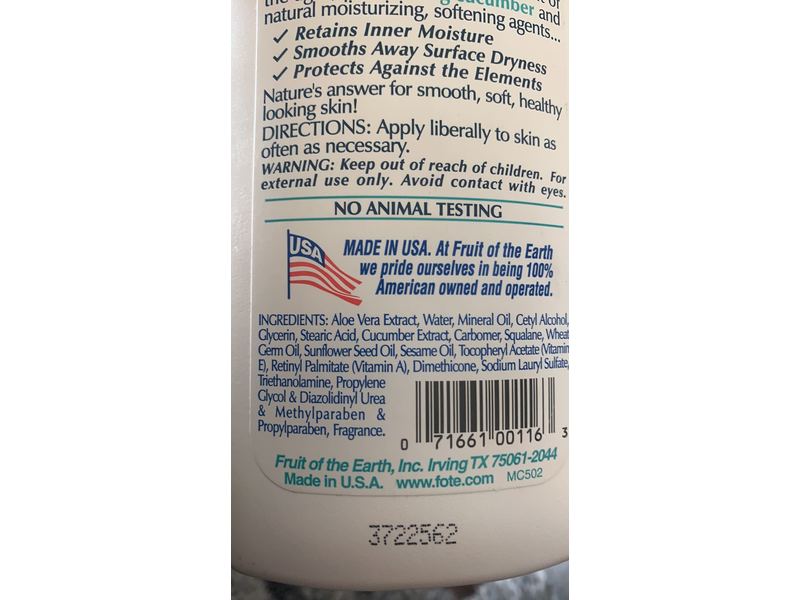 cucumber and
natural moisturizing, softening agents...
✓ Retains Inner Moisture
✓ Smooths Away Surface Dryness
✓ Protects Against the Elements
Nature's answer for smooth, soft, healthy
looking skin!
DIRECTIONS: Apply liberally to skin as
often as necessary.
WARNING: Keep out of reach of children. For
external use only. Avoid contact with eyes.
NO ANIMAL TESTING
USA
MADE IN USA. At Fruit of the Earth
we pride ourselves in being 100%
American owned and operated.
INGREDIENTS: Aloe Vera Extract, Water, Mineral Oil, Cetyl Alcohol,
Glycerin, Stearic Acid, Cucumber Extract, Carbomer, Squalane, Wheat
Germ Oil, Sunflower Seed Oil, Sesame Oil, Tocopheryl Acetate (Vitamin
E), Retinyl Palmitate (Vitamin A), Dimethicone, Sodium Lauryl Sulfate,
Triethanolamine, Propylene
Glycol & Diazolidinyl Urea
& Methylparaben &
Propylparaben, Fragrance.
0 71661 00116 3
Fruit of the Earth, Inc. Irving TX 75061-2044
Made in U.S.A. www.fote.com MC502
3722562